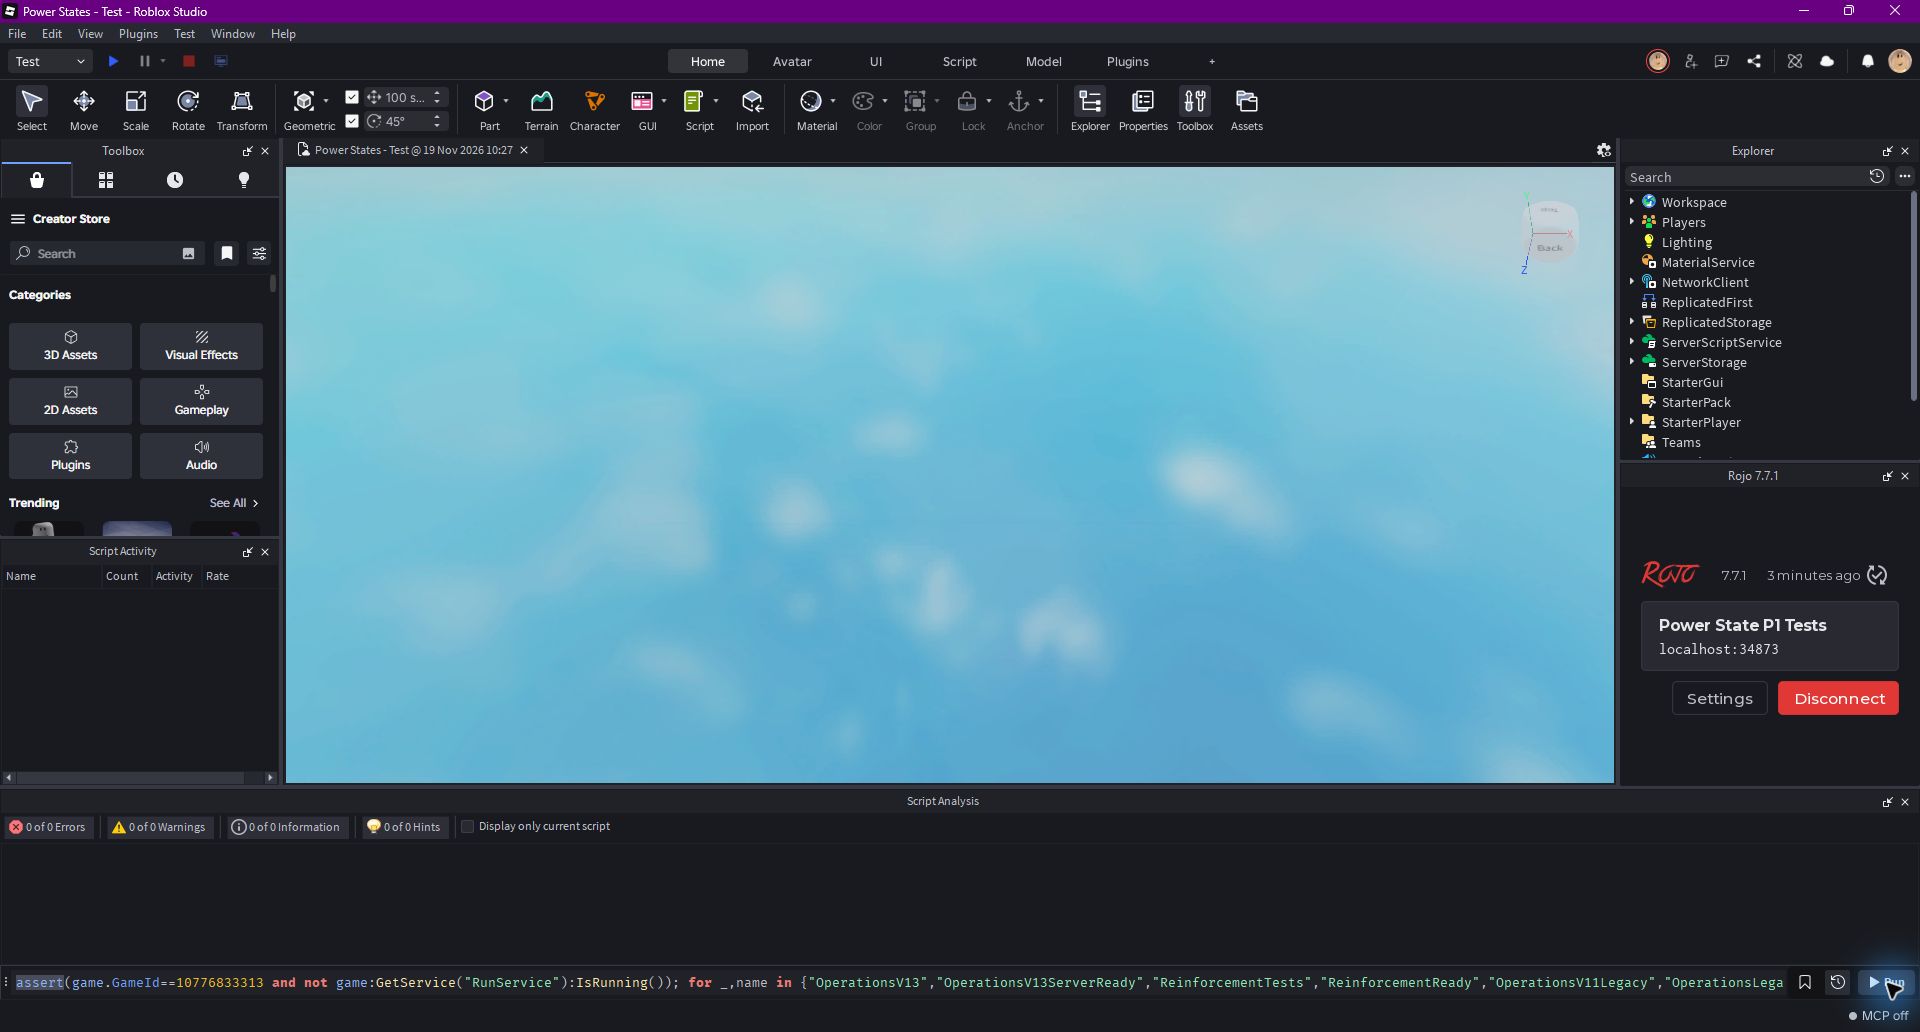 Power States - Test - Roblox Studio
File Edit View Plugins Test Window Help
Test
Home Avatar UI Script Model Plugins +
Select Move Scale Rotate Transform Geometric 100 s... 45° Part Terrain Character GUI Script Import Material Color Group Lock Anchor Explorer Properties Toolbox Assets
Toolbox
Power States - Test @ 19 Nov 2026 10:27
Explorer
Creator Store
Search
Categories
3D Assets Visual Effects
2D Assets Gameplay
Plugins Audio
Trending See All
Script Activity
Name Count Activity Rate
Y
X
Back
Z
Search
Workspace
Players
Lighting
MaterialService
NetworkClient
ReplicatedFirst
ReplicatedStorage
ServerScriptService
ServerStorage
StarterGui
StarterPack
StarterPlayer
Teams
Rojo 7.7.1
ROJO 7.7.1 3 minutes ago
Power State P1 Tests
localhost:34873
Settings Disconnect
Script Analysis
0 of 0 Errors 0 of 0 Warnings 0 of 0 Information 0 of 0 Hints Display only current script
assert(game.GameId==10776833313 and not game:GetService("RunService"):IsRunning()); for _,name in {"OperationsV13","OperationsV13ServerReady","ReinforcementTests","ReinforcementReady","OperationsV11Legacy","OperationsLega
Run
MCP off